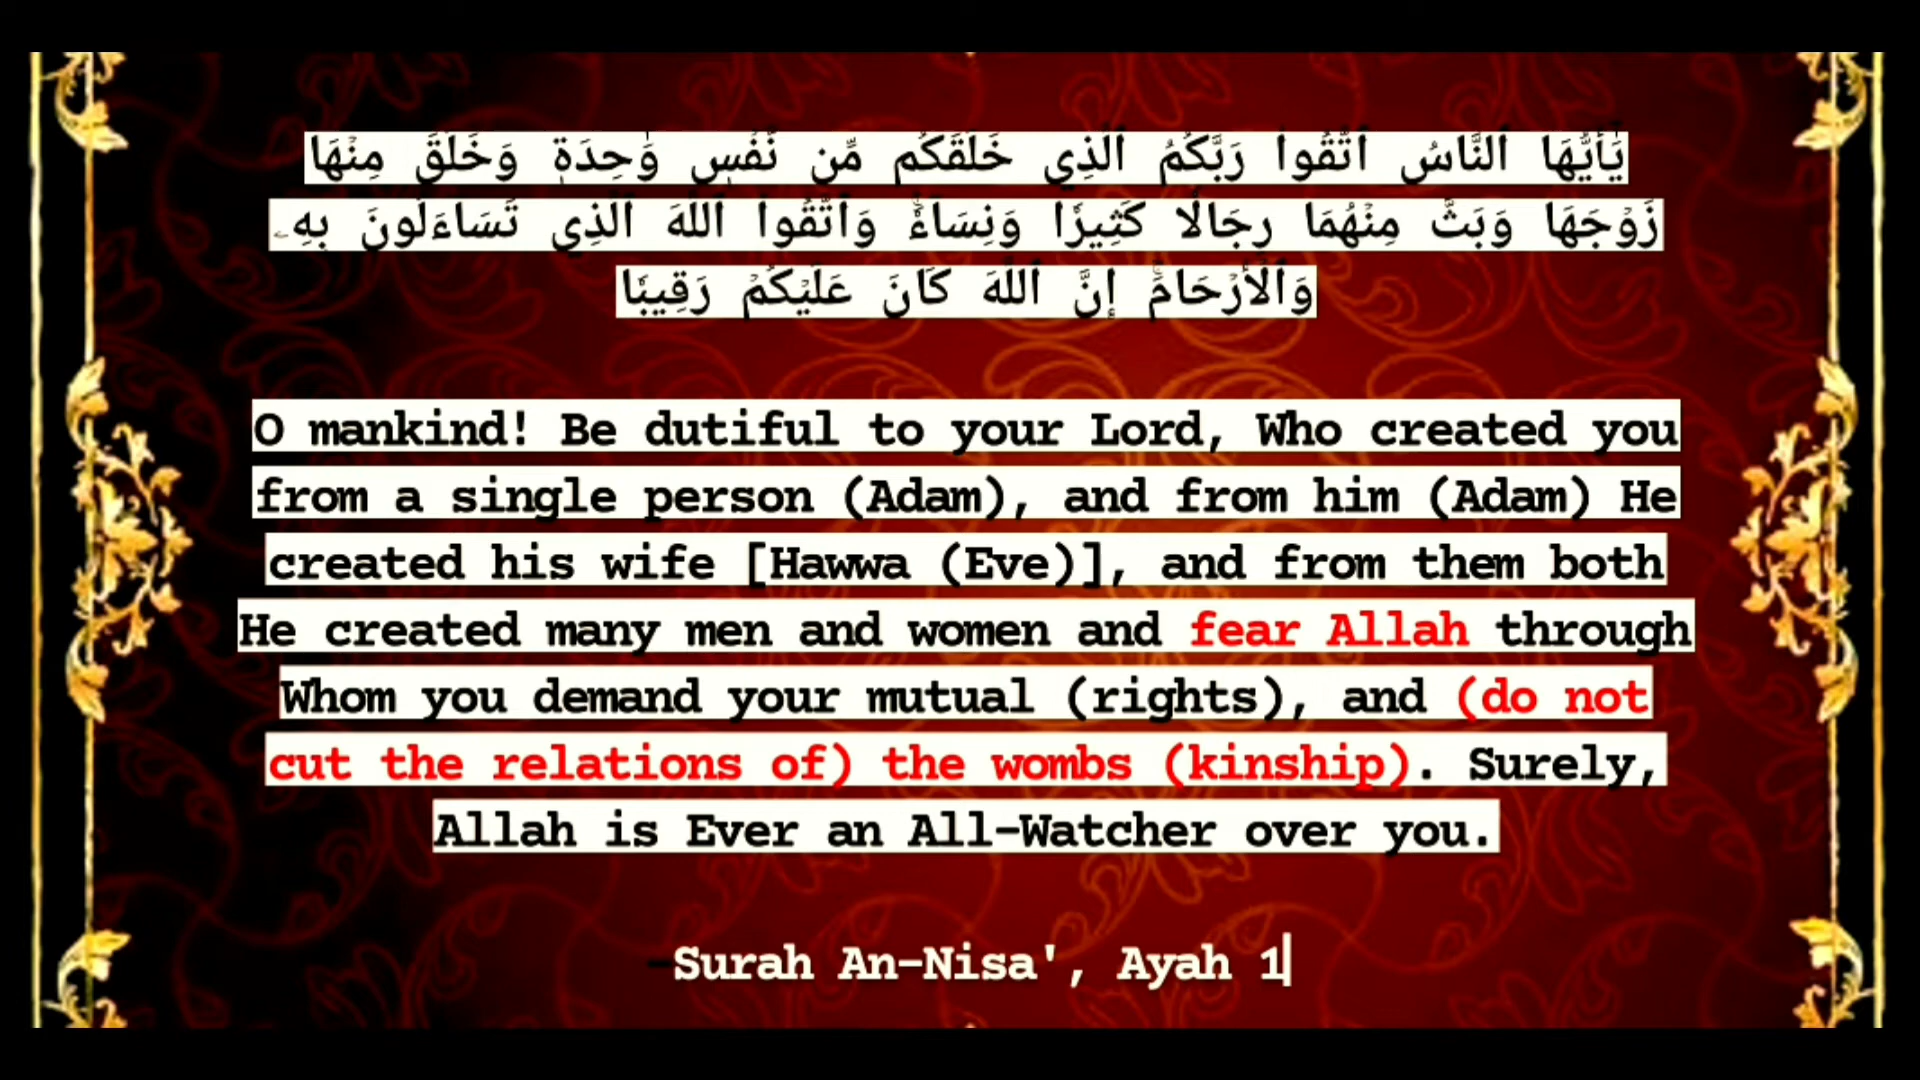 يَٰٓأَيُّهَا ٱلنَّاسُ ٱتَّقُوا۟ رَبَّكُمُ ٱلَّذِي خَلَقَكُم مِّن نَّفۡسٖ وَٰحِدَةٖ وَخَلَقَ مِنۡهَا
زَوۡجَهَا وَبَثَّ مِنۡهُمَا رِجَالٗا كَثِيرٗا وَنِسَآءٗۚ وَٱتَّقُوا۟ ٱللَّهَ ٱلَّذِي تَسَآءَلُونَ بِهِۦ
وَٱلۡأَرۡحَامَۚ إِنَّ ٱللَّهَ كَانَ عَلَيۡكُمۡ رَقِيبٗا
O mankind! Be dutiful to your Lord, Who created you
from a single person (Adam), and from him (Adam) He
created his wife [Hawwa (Eve)], and from them both
He created many men and women and fear Allah through
Whom you demand your mutual (rights), and (do not
cut the relations of) the wombs (kinship). Surely,
Allah is Ever an All-Watcher over you.
-Surah An-Nisa', Ayah 1